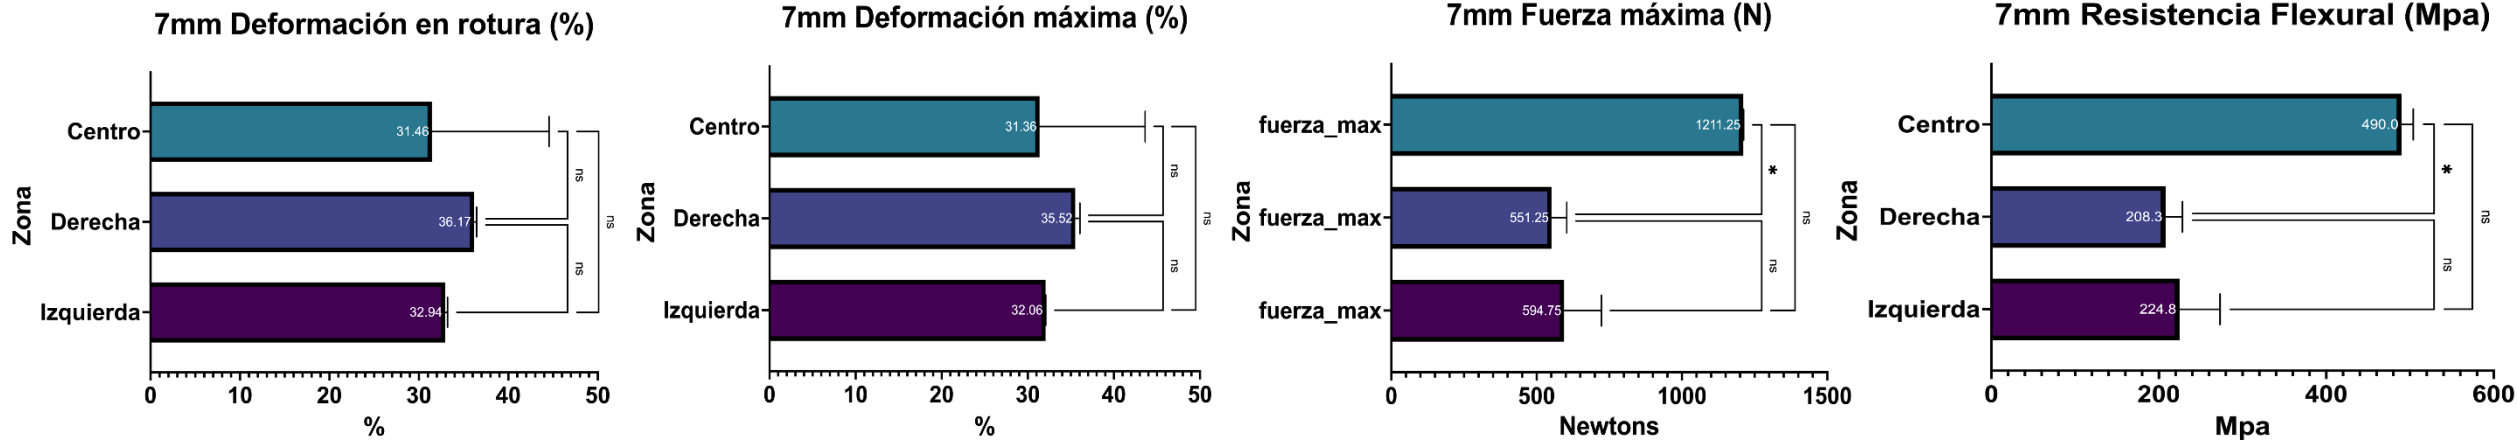 7mm Deformación en rotura (%)
Zona
Centro
31.46
Derecha
36.17
Izquierda
32.94
ns
ns
ns
0 10 20 30 40 50
%
7mm Deformación máxima (%)
Zona
Centro
31.36
Derecha
35.52
Izquierda
32.06
ns
ns
ns
0 10 20 30 40 50
%
7mm Fuerza máxima (N)
Zona
fuerza_max
1211.25
fuerza_max
551.25
fuerza_max
594.75
*
ns
ns
0 500 1000 1500
Newtons
7mm Resistencia Flexural (Mpa)
Zona
Centro
490.0
Derecha
208.3
Izquierda
224.8
*
ns
ns
0 200 400 600
Mpa